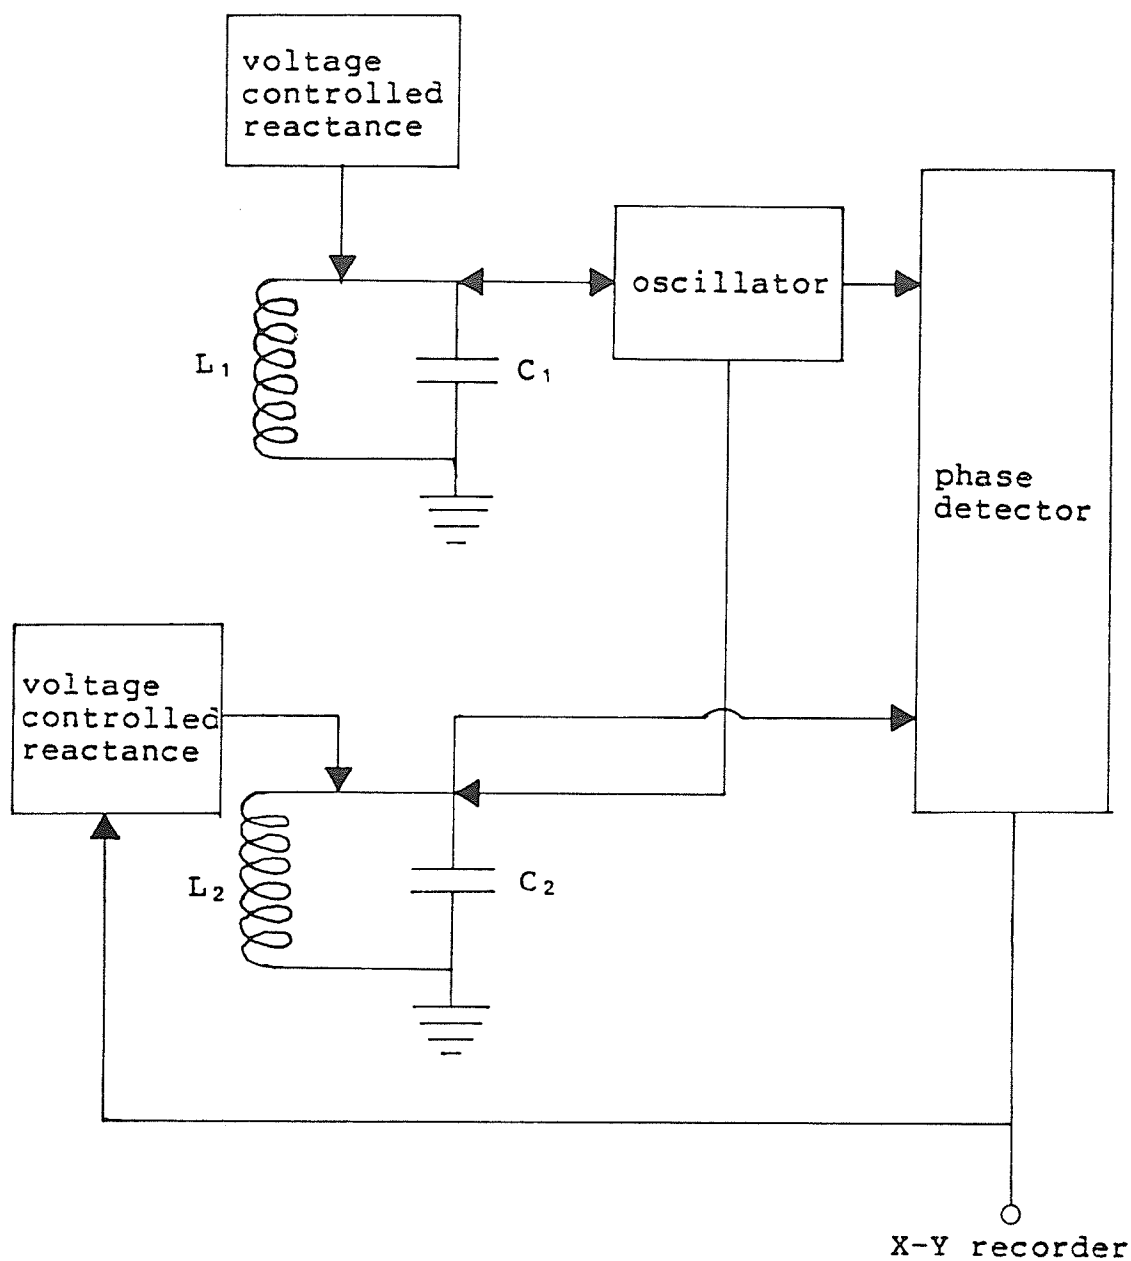 voltage
controlled
reactance
oscillator
L₁
C₁
phase
detector
voltage
controlled
reactance
L₂
C₂
X-Y recorder